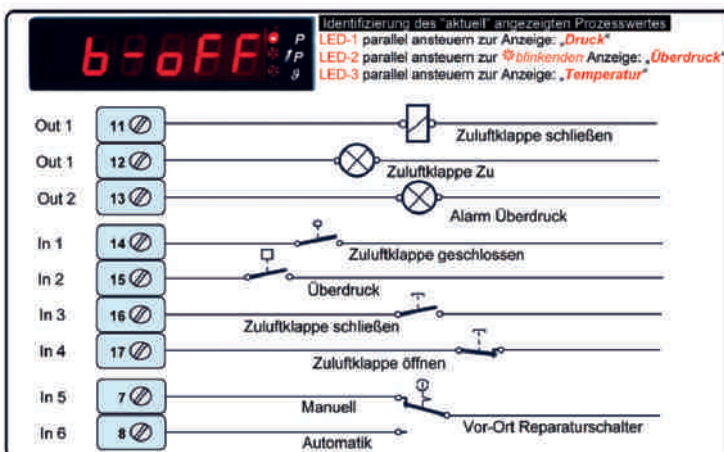 Identifizierung des "aktuell" angezeigten Prozesswertes
b-oFF
P
↑P
ϑ
LED-1 parallel ansteuern zur Anzeige: „Druck"
LED-2 parallel ansteuern zur blinkenden Anzeige: „Überdruck"
LED-3 parallel ansteuern zur Anzeige: „Temperatur"
Out 1 11 Zuluftklappe schließen
Out 1 12 Zuluftklappe Zu
Out 2 13 Alarm Überdruck
In 1 14 Zuluftklappe geschlossen
In 2 15 Überdruck
In 3 16 Zuluftklappe schließen
In 4 17 Zuluftklappe öffnen
In 5 7 Manuell
Vor-Ort Reparaturschalter
In 6 8 Automatik